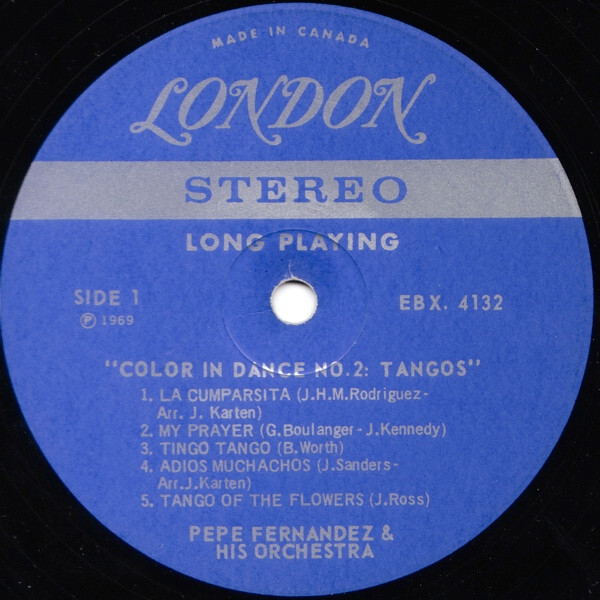 MADE IN CANADA
LONDON
STEREO
LONG PLAYING
SIDE 1
EBX. 4132
℗ 1969
"COLOR IN DANCE NO.2: TANGOS"
1. LA CUMPARSITA (J.H.M.Rodriguez-
Arr. J. Karten)
2. MY PRAYER (G.Boulanger-J.Kennedy)
3. TINGO TANGO (B.Worth)
4. ADIOS MUCHACHOS (J.Sanders-
Arr.J.Karten)
5. TANGO OF THE FLOWERS (J.Ross)
PEPE FERNANDEZ &
HIS ORCHESTRA